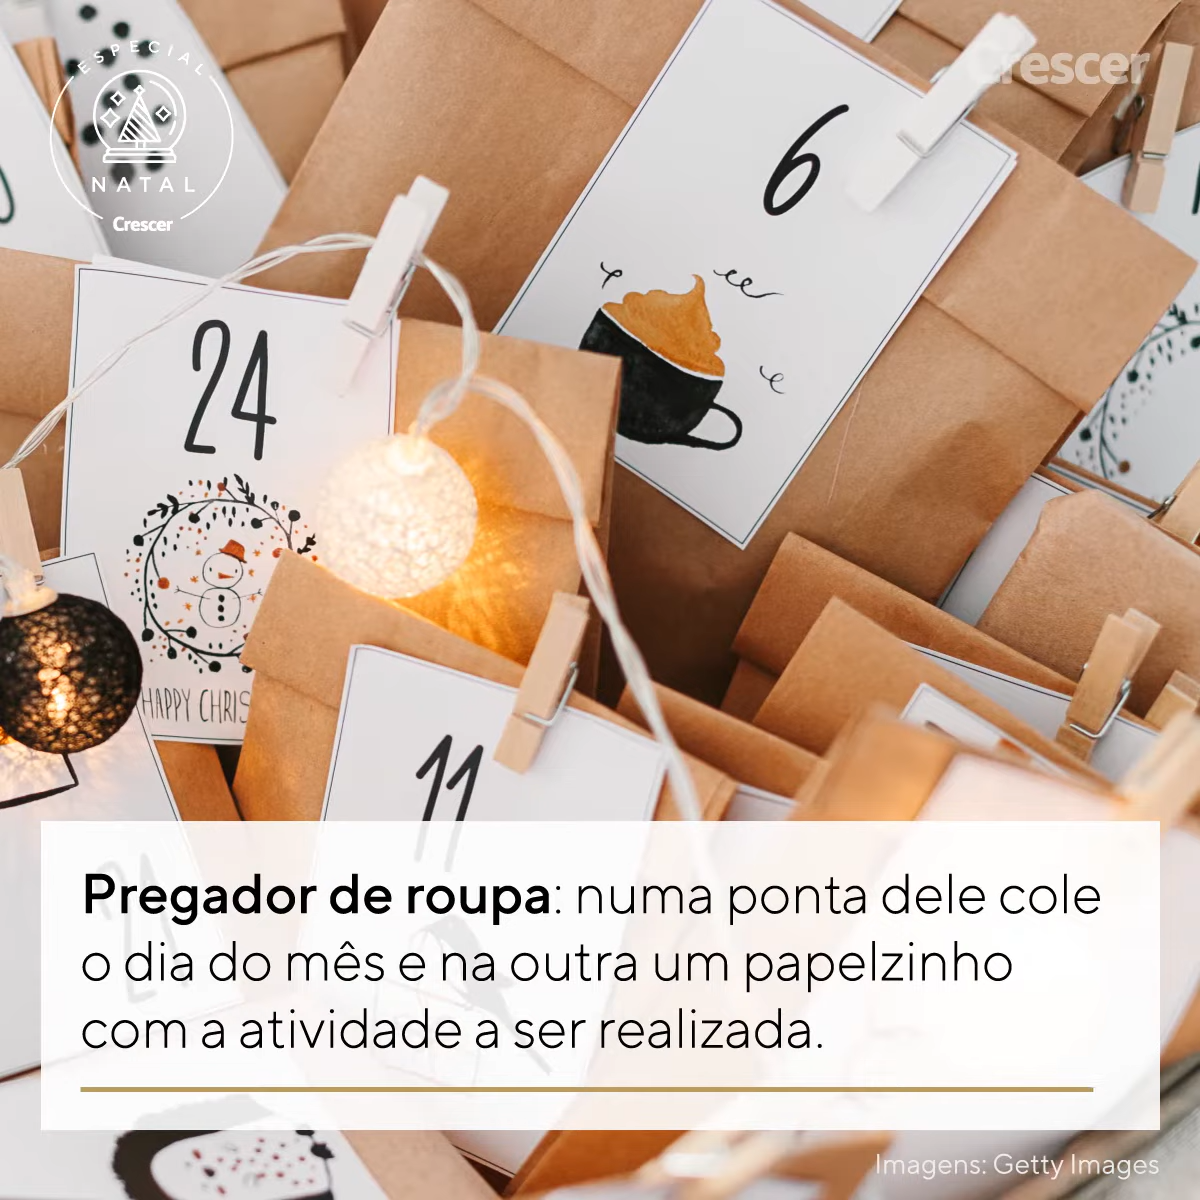 ESPECIAL
NATAL
Crescer
Crescer
6
24
HAPPY CHRIS
11
21
Pregador de roupa: numa ponta dele cole
o dia do mês e na outra um papelzinho
com a atividade a ser realizada.
Imagens: Getty Images